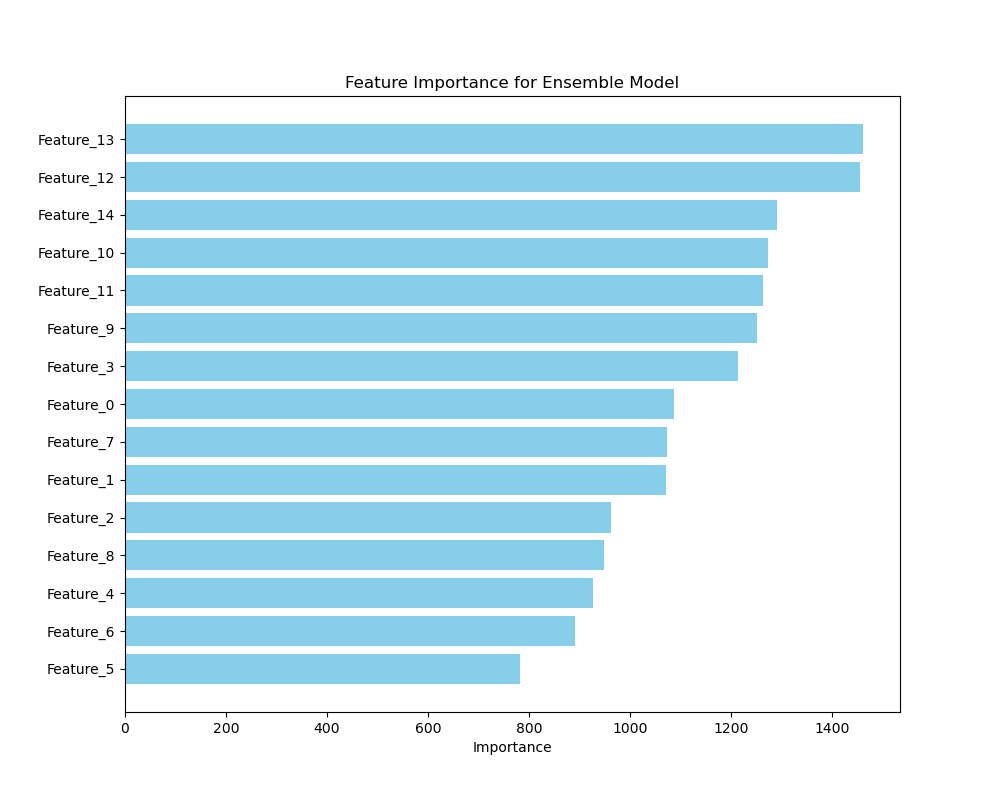 Feature Importance for Ensemble Model
Feature_13
Feature_12
Feature_14
Feature_10
Feature_11
Feature_9
Feature_3
Feature_0
Feature_7
Feature_1
Feature_2
Feature_8
Feature_4
Feature_6
Feature_5
0 200 400 600 800 1000 1200 1400
Importance